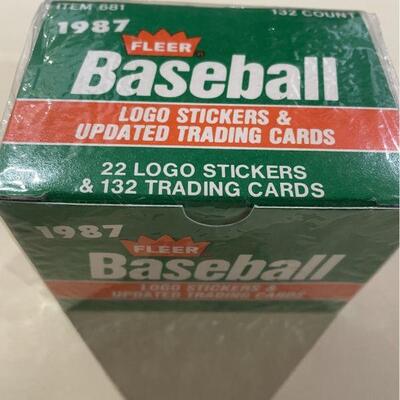 ITEM 681 132 COUNT
1987
FLEER
Baseball
LOGO STICKERS &
UPDATED TRADING CARDS
22 LOGO STICKERS
& 132 TRADING CARDS
1987
FLEER
Baseball
LOGO STICKERS &
UPDATED TRADING CARDS